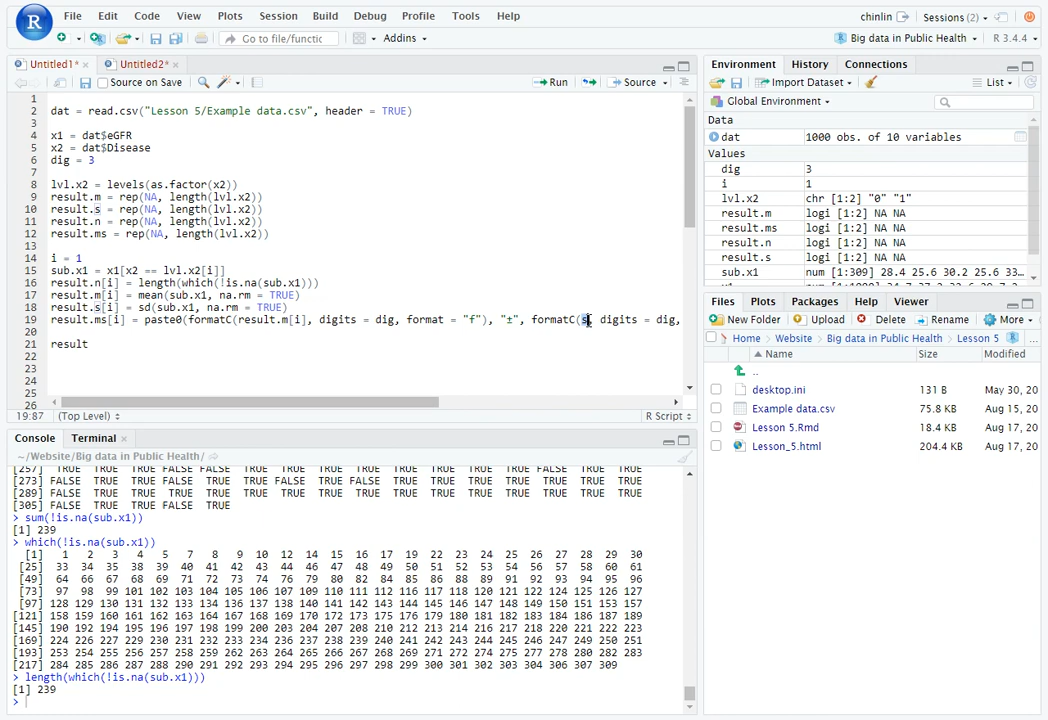 File Edit Code View Plots Session Build Debug Profile Tools Help
chinlin Sessions (2)
Go to file/functic Addins Big data in Public Health R 3.4.4
Untitled1* Untitled2*
Source on Save Run Source
1
2 dat = read.csv("Lesson 5/Example data.csv", header = TRUE)
3
4 x1 = dat$eGFR
5 x2 = dat$Disease
6 dig = 3
7
8 lvl.x2 = levels(as.factor(x2))
9 result.m = rep(NA, length(lvl.x2))
10 result.s = rep(NA, length(lvl.x2))
11 result.n = rep(NA, length(lvl.x2))
12 result.ms = rep(NA, length(lvl.x2))
13
14 i = 1
15 sub.x1 = x1[x2 == lvl.x2[i]]
16 result.n[i] = length(which(!is.na(sub.x1)))
17 result.m[i] = mean(sub.x1, na.rm = TRUE)
18 result.s[i] = sd(sub.x1, na.rm = TRUE)
19 result.ms[i] = paste0(formatC(result.m[i], digits = dig, format = "f"), "±", formatC(s, digits = dig,
20
21 result
22
23
24
25
26
19:87 (Top Level) R Script
Console Terminal
~/Website/Big data in Public Health/
[257] TRUE TRUE TRUE FALSE FALSE TRUE TRUE TRUE TRUE TRUE TRUE TRUE TRUE FALSE TRUE TRUE
[273] FALSE TRUE TRUE FALSE TRUE TRUE FALSE TRUE FALSE TRUE TRUE TRUE TRUE TRUE TRUE TRUE
[289] FALSE TRUE TRUE TRUE TRUE TRUE TRUE TRUE TRUE TRUE TRUE TRUE TRUE TRUE TRUE TRUE
[305] FALSE TRUE TRUE FALSE TRUE
> sum(!is.na(sub.x1))
[1] 239
> which(!is.na(sub.x1))
[1] 1 2 3 4 5 7 8 9 10 12 14 15 16 17 19 22 23 24 25 26 27 28 29 30
[25] 33 34 35 38 39 40 41 42 43 44 45 46 47 48 49 50 51 52 53 54 55 56 57 58 60 61
[49] 64 66 67 68 69 71 72 73 74 76 79 80 82 84 85 86 88 89 91 92 93 94 95 96
[73] 97 98 99 101 102 103 104 105 106 107 109 110 111 112 116 117 118 120 121 122 124 125 126 127
[97] 128 129 130 131 132 133 134 135 136 137 138 139 140 141 142 143 144 145 146 147 148 151 153 157
[121] 158 159 160 161 162 163 164 165 166 167 168 169 170 172 173 175 176 179 180 181 182 183 184 186 187 189
[145] 190 192 194 195 196 197 198 199 200 203 204 207 208 210 212 213 214 216 217 218 219 220 221 222 223
[169] 224 226 227 229 230 231 232 233 234 235 236 237 238 239 240 241 242 243 244 245 246 247 248 249 250 251
[193] 252 253 254 255 256 257 258 259 262 263 264 265 266 267 268 269 270 271 272 273 274 275 277 278 280 282 283
[217] 284 285 286 287 288 290 291 292 293 294 295 296 297 298 299 300 301 302 303 304 305 306 307 309
> length(which(!is.na(sub.x1)))
[1] 239
>
Environment History Connections
Import Dataset List
Global Environment
Data
dat 1000 obs. of 10 variables
Values
dig 3
i 1
lvl.x2 chr [1:2] "0" "1"
result.m logi [1:2] NA NA
result.ms logi [1:2] NA NA
result.n logi [1:2] NA NA
result.s logi [1:2] NA NA
sub.x1 num [1:309] 28.4 25.6 30.2 25.6 33…
Files Plots Packages Help Viewer
New Folder Upload Delete Rename More
Home Website Big data in Public Health Lesson 5 ...
Name Size Modified
..
desktop.ini 131 B May 30, 20
Example data.csv 75.8 KB Aug 15, 20
Lesson 5.Rmd 18.4 KB Aug 17, 20
Lesson_5.html 204.4 KB Aug 17, 20